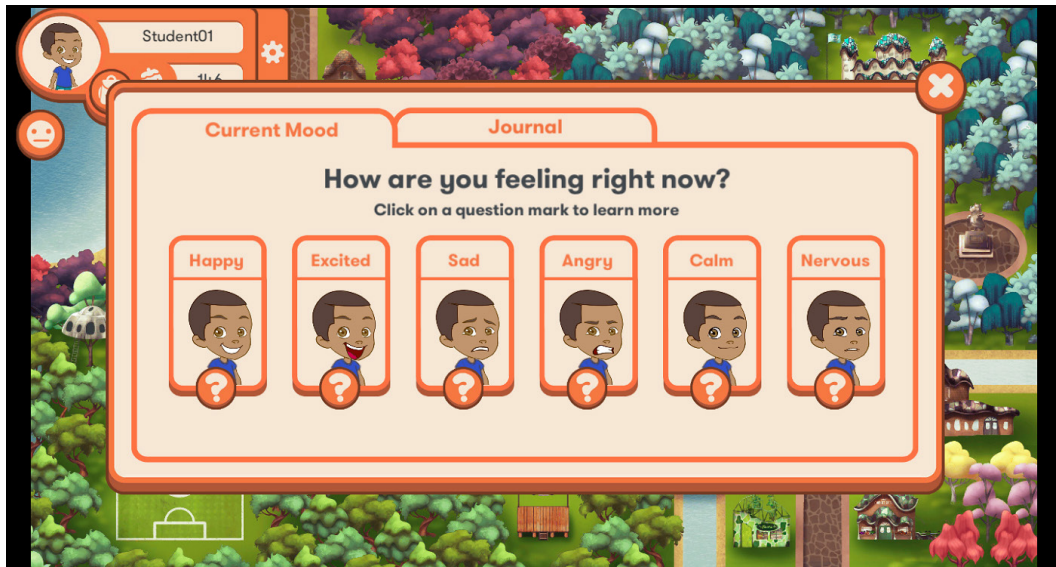 Student01
Current Mood
Journal
How are you feeling right now?
Click on a question mark to learn more
Happy
Excited
Sad
Angry
Calm
Nervous
?
?
?
?
?
?